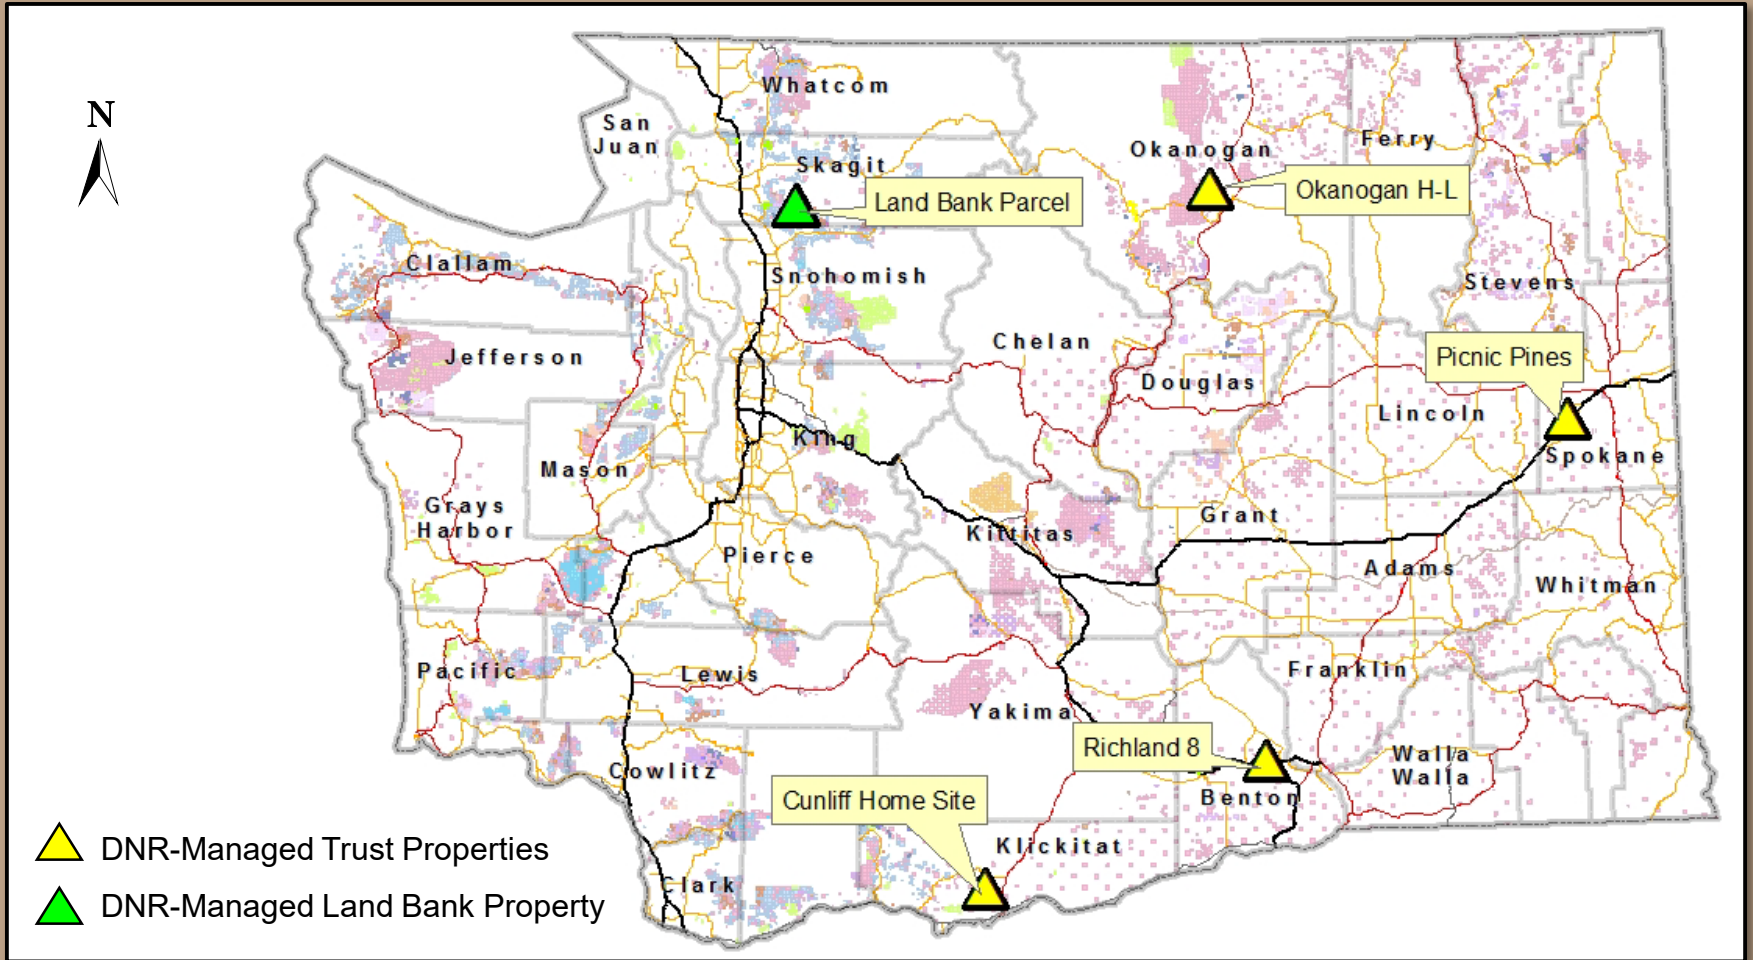 N
Whatcom
San
Juan
Skagit
Okanogan
Ferry
Land Bank Parcel
Okanogan H-L
Clallam
Snohomish
Stevens
Jefferson
Chelan
Picnic Pines
Douglas
Lincoln
King
Mason
Spokane
Grays
Harbor
Grant
Kittitas
Pierce
Adams
Whitman
Pacific
Lewis
Franklin
Yakima
Richland 8
Walla
Walla
Cowlitz
Cunliff Home Site
Benton
Klickitat
DNR-Managed Trust Properties
Clark
DNR-Managed Land Bank Property